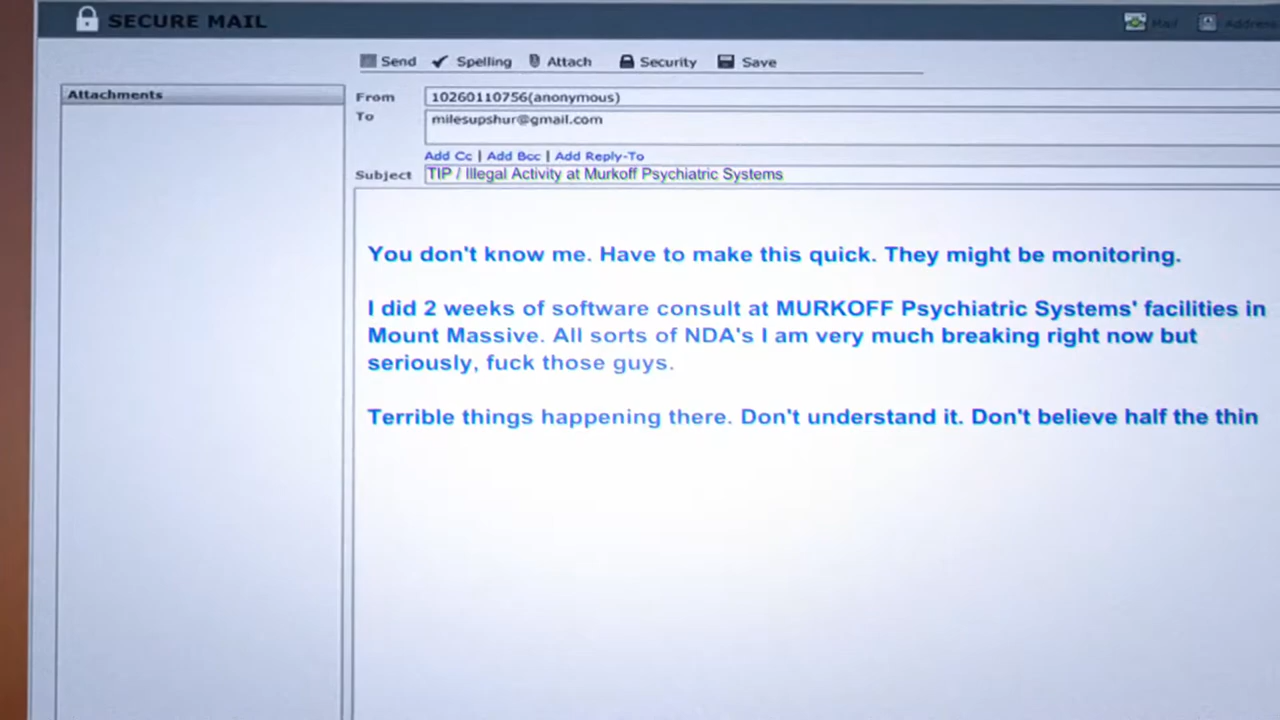 SECURE MAIL
Mail
Address
Send
Spelling
Attach
Security
Save
Attachments
From
10260110756(anonymous)
To
milesupshur@gmail.com
Add Cc | Add Bcc | Add Reply-To
Subject
TIP / Illegal Activity at Murkoff Psychiatric Systems
You don't know me. Have to make this quick. They might be monitoring.
I did 2 weeks of software consult at MURKOFF Psychiatric Systems' facilities in
Mount Massive. All sorts of NDA's I am very much breaking right now but
seriously, fuck those guys.
Terrible things happening there. Don't understand it. Don't believe half the thin